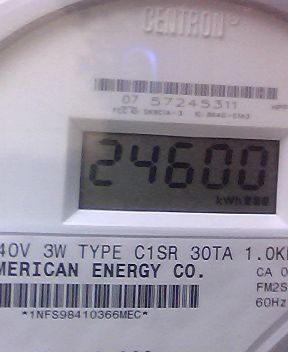 CENTRON
07 57245311
24600
kWh
40V 3W TYPE C1SR 30TA 1.0K
MERICAN ENERGY CO.
CA 0
FM2S
60Hz
*1NFS98410366MEC*